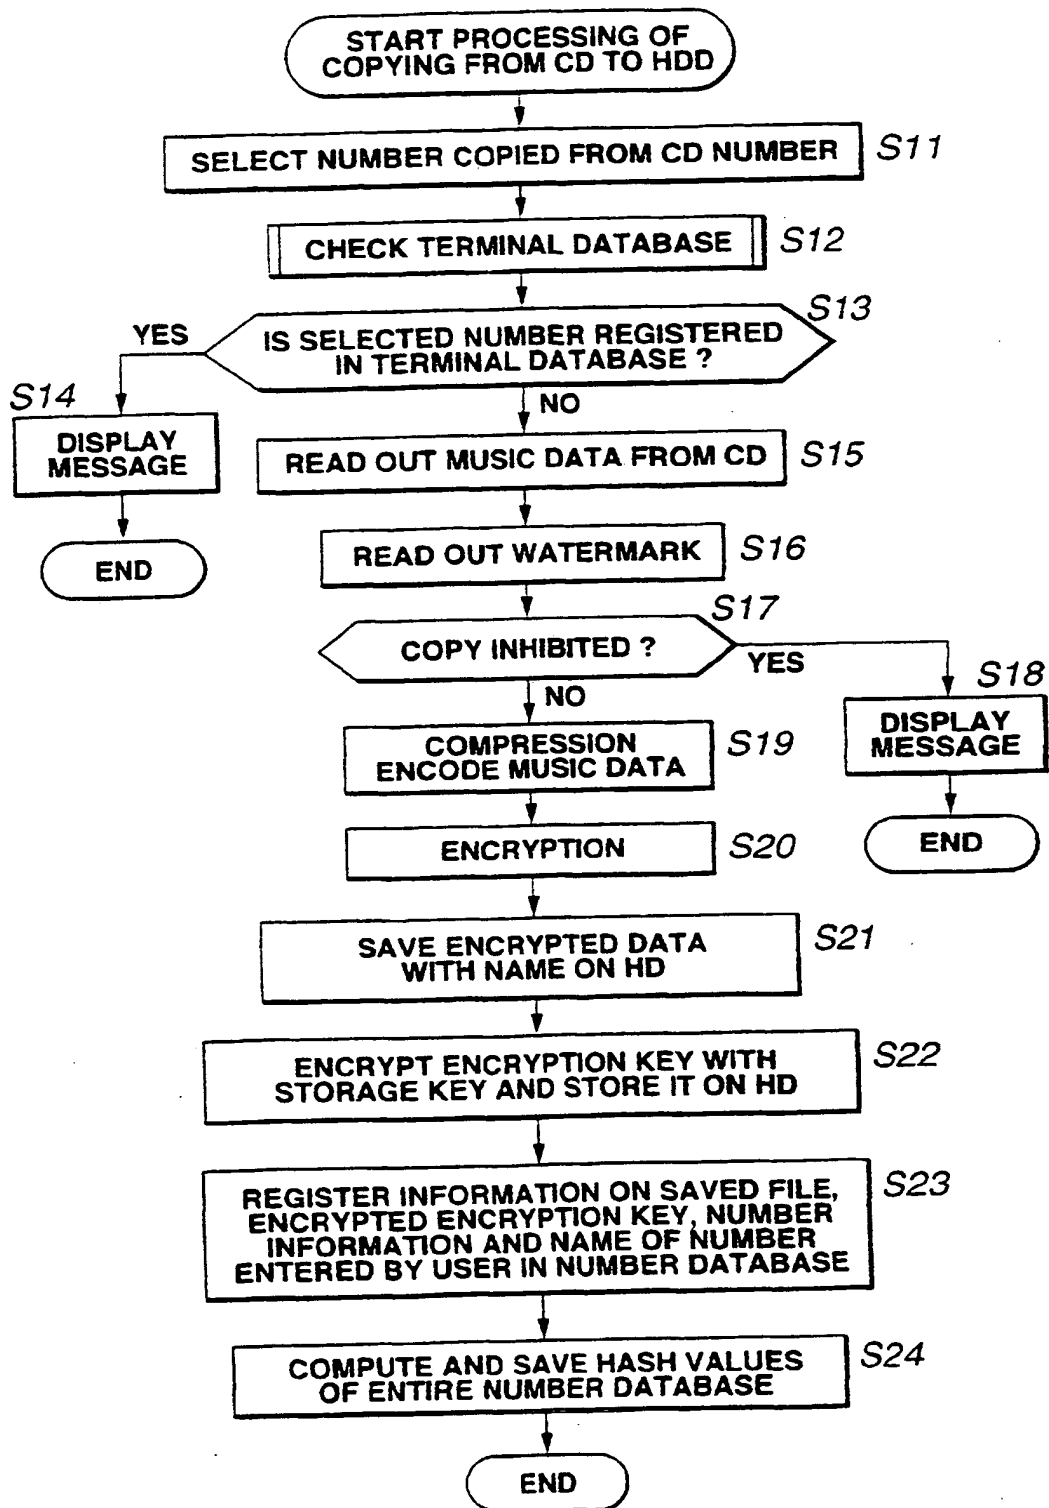 START PROCESSING OF
COPYING FROM CD TO HDD
SELECT NUMBER COPIED FROM CD NUMBER
S11
CHECK TERMINAL DATABASE
S12
S13
YES
IS SELECTED NUMBER REGISTERED
IN TERMINAL DATABASE ?
S14
NO
DISPLAY
MESSAGE
READ OUT MUSIC DATA FROM CD
S15
END
READ OUT WATERMARK
S16
S17
COPY INHIBITED ?
YES
S18
NO
DISPLAY
MESSAGE
COMPRESSION
ENCODE MUSIC DATA
S19
END
ENCRYPTION
S20
SAVE ENCRYPTED DATA
WITH NAME ON HD
S21
ENCRYPT ENCRYPTION KEY WITH
STORAGE KEY AND STORE IT ON HD
S22
REGISTER INFORMATION ON SAVED FILE,
ENCRYPTED ENCRYPTION KEY, NUMBER
INFORMATION AND NAME OF NUMBER
ENTERED BY USER IN NUMBER DATABASE
S23
COMPUTE AND SAVE HASH VALUES
OF ENTIRE NUMBER DATABASE
S24
END